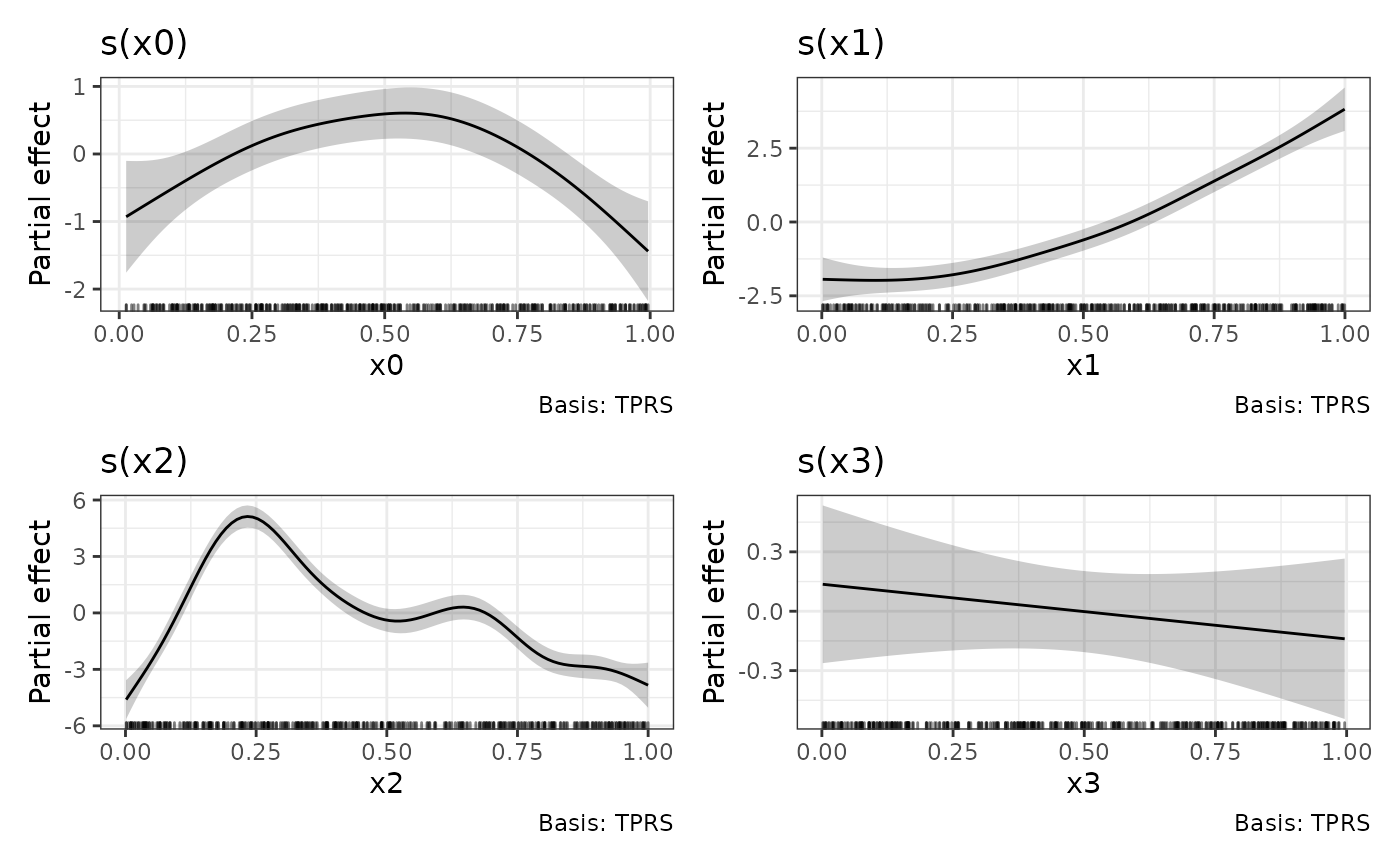 s(x0)
Partial effect
1
0
-1
-2
0.00 0.25 0.50 0.75 1.00
x0
Basis: TPRS
s(x1)
Partial effect
2.5
0.0
-2.5
0.00 0.25 0.50 0.75 1.00
x1
Basis: TPRS
s(x2)
Partial effect
6
3
0
-3
-6
0.00 0.25 0.50 0.75 1.00
x2
Basis: TPRS
s(x3)
Partial effect
0.3
0.0
-0.3
0.00 0.25 0.50 0.75 1.00
x3
Basis: TPRS